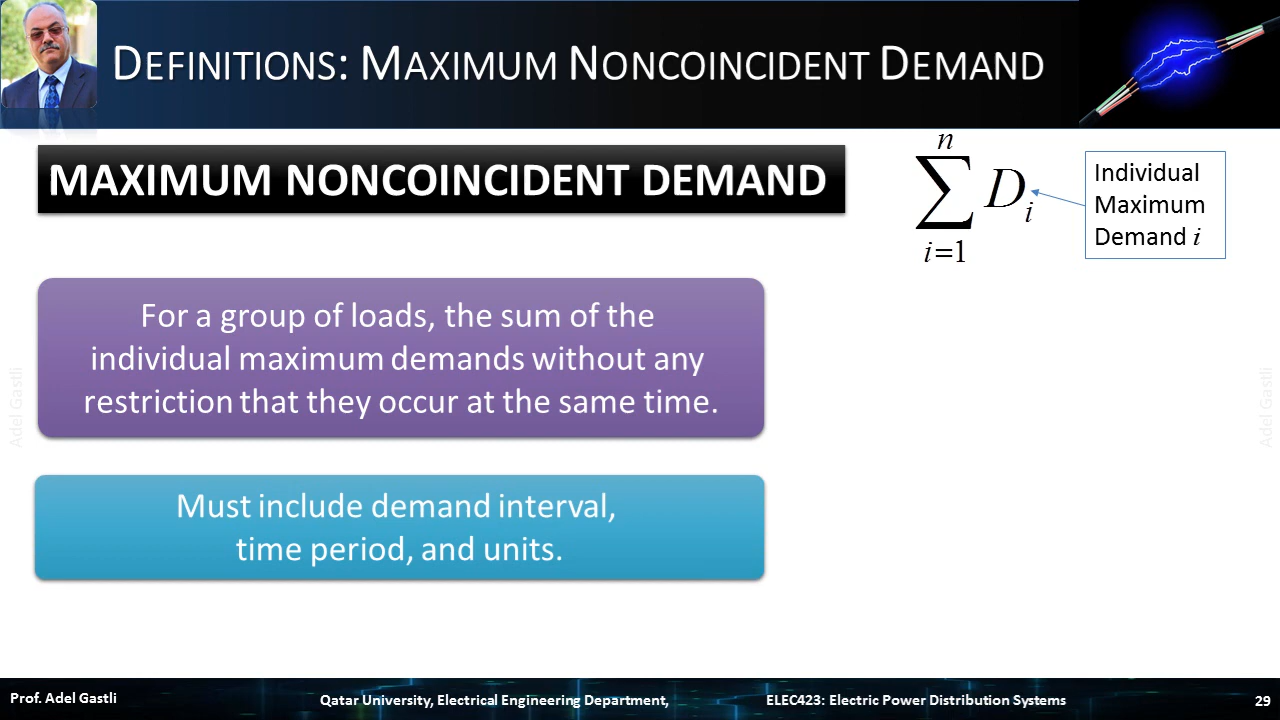 DEFINITIONS: MAXIMUM NONCOINCIDENT DEMAND
MAXIMUM NONCOINCIDENT DEMAND
n
∑ Dᵢ
i=1
Individual
Maximum
Demand i
For a group of loads, the sum of the
individual maximum demands without any
restriction that they occur at the same time.
Must include demand interval,
time period, and units.
Adel Gastli
Adel Gastli
Prof. Adel Gastli
Qatar University, Electrical Engineering Department,
ELEC423: Electric Power Distribution Systems
29